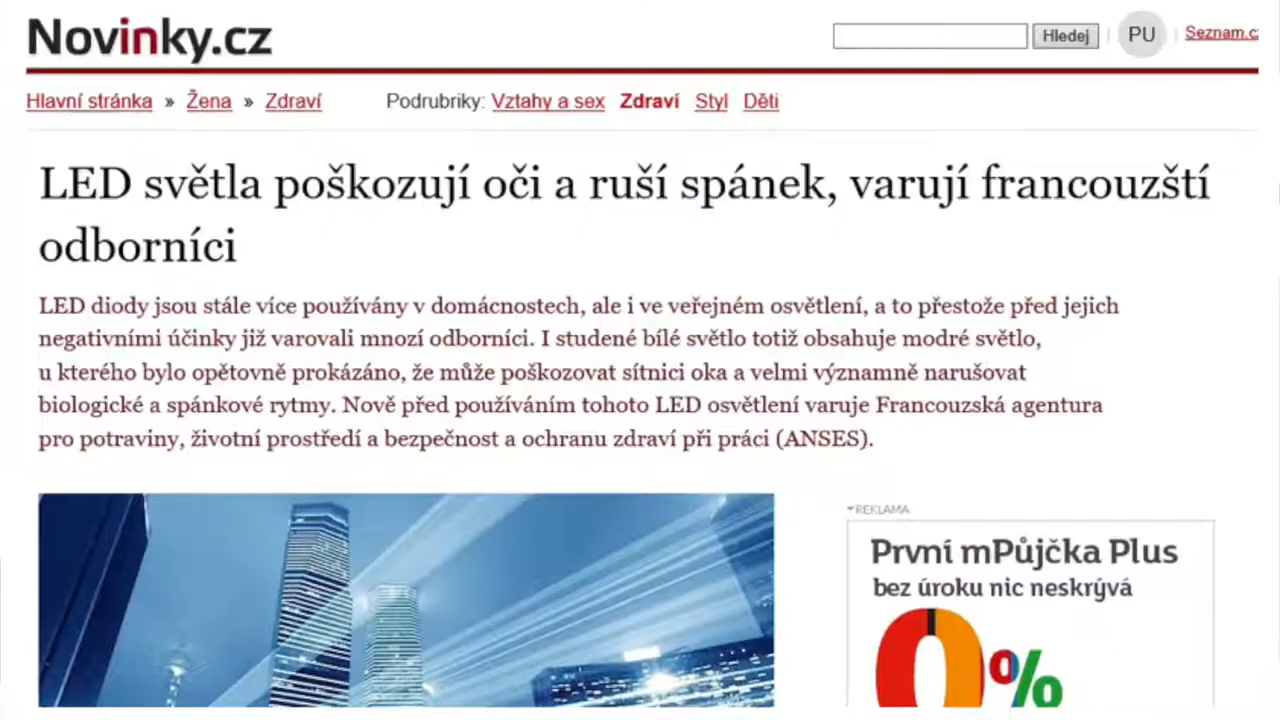 Novinky.cz
Hledej
PU
Seznam.c
Hlavní stránka » Žena » Zdraví
Podrubriky: Vztahy a sex Zdraví Styl Děti
LED světla poškozují oči a ruší spánek, varují francouzští
odborníci
LED diody jsou stále více používány v domácnostech, ale i ve veřejném osvětlení, a to přestože před jejich
negativními účinky již varovali mnozí odborníci. I studené bílé světlo totiž obsahuje modré světlo,
u kterého bylo opětovně prokázáno, že může poškozovat sítnici oka a velmi významně narušovat
biologické a spánkové rytmy. Nově před používáním tohoto LED osvětlení varuje Francouzská agentura
pro potraviny, životní prostředí a bezpečnost a ochranu zdraví při práci (ANSES).
REKLAMA
První mPůjčka Plus
bez úroku nic neskrývá
0%